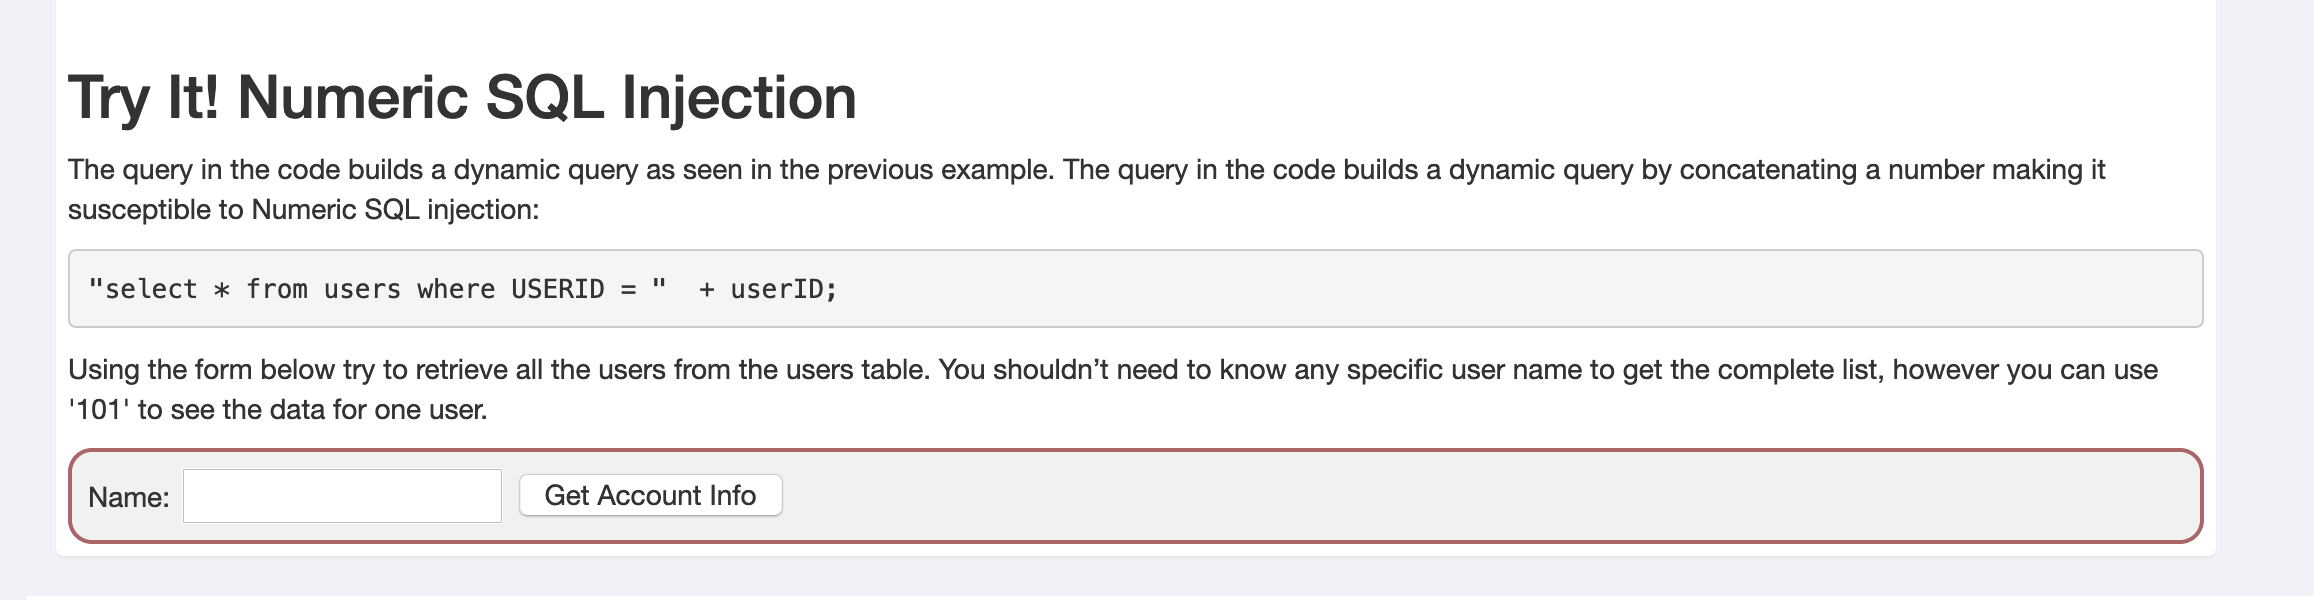 Try It! Numeric SQL Injection
The query in the code builds a dynamic query as seen in the previous example. The query in the code builds a dynamic query by concatenating a number making it
susceptible to Numeric SQL injection:
"select * from users where USERID = "  + userID;
Using the form below try to retrieve all the users from the users table. You shouldn’t need to know any specific user name to get the complete list, however you can use
'101' to see the data for one user.
Name: Get Account Info